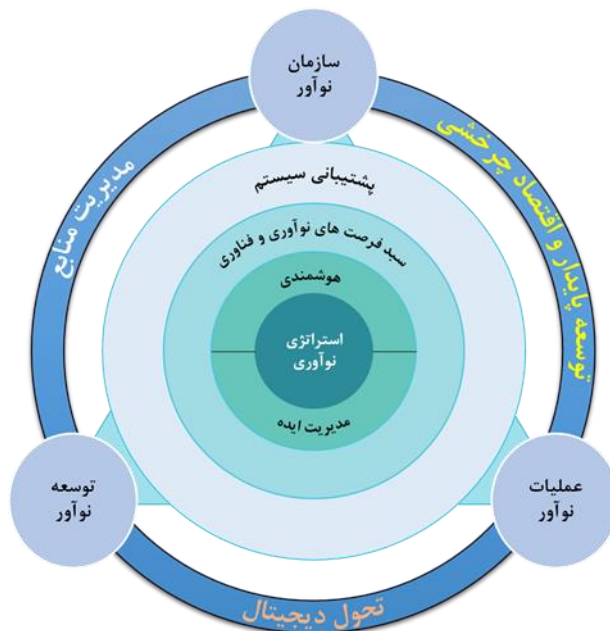 سازمان
نوآور
مدیریت منابع
توسعه پایدار و اقتصاد چرخشی
پشتیبانی سیستم
سبد فرصت های نوآوری و فناوری
هوشمندی
استراتژی
نوآوری
مدیریت ایده
توسعه
نوآور
عملیات
نوآور
تحول دیجیتال